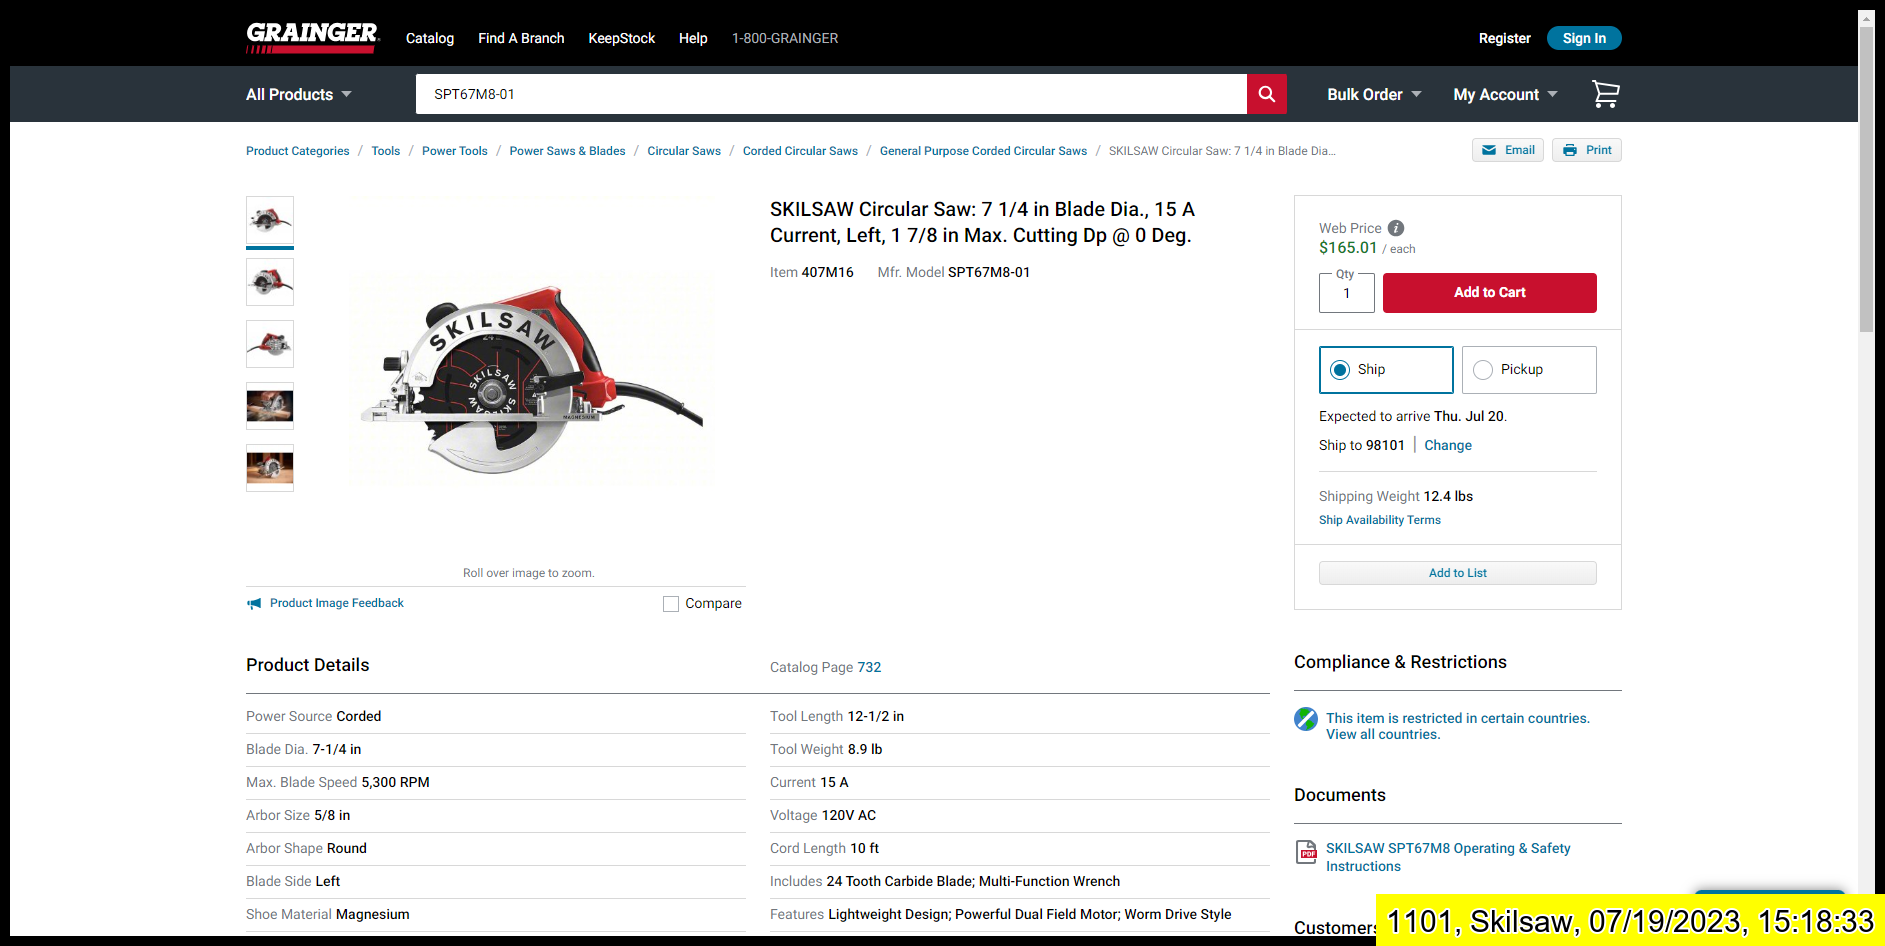 GRAINGER
Catalog Find A Branch KeepStock Help 1-800-GRAINGER Register Sign In
All Products SPT67M8-01 Bulk Order My Account
Product Categories / Tools / Power Tools / Power Saws & Blades / Circular Saws / Corded Circular Saws / General Purpose Corded Circular Saws / SKILSAW Circular Saw: 7 1/4 in Blade Dia...
Email Print
SKILSAW Circular Saw: 7 1/4 in Blade Dia., 15 A
Current, Left, 1 7/8 in Max. Cutting Dp @ 0 Deg.
Item 407M16 Mfr. Model SPT67M8-01
SKILSAW
24
SKILSAW
SKILSAW
MAGNESIUM
Roll over image to zoom.
Product Image Feedback Compare
Web Price i
$165.01 / each
Qty
1
Add to Cart
Ship Pickup
Expected to arrive Thu. Jul 20.
Ship to 98101 | Change
Shipping Weight 12.4 lbs
Ship Availability Terms
Add to List
Product Details
Catalog Page 732
Power Source Corded
Blade Dia. 7-1/4 in
Max. Blade Speed 5,300 RPM
Arbor Size 5/8 in
Arbor Shape Round
Blade Side Left
Shoe Material Magnesium
Tool Length 12-1/2 in
Tool Weight 8.9 lb
Current 15 A
Voltage 120V AC
Cord Length 10 ft
Includes 24 Tooth Carbide Blade; Multi-Function Wrench
Features Lightweight Design; Powerful Dual Field Motor; Worm Drive Style
Compliance & Restrictions
This item is restricted in certain countries.
View all countries.
Documents
PDF
SKILSAW SPT67M8 Operating & Safety
Instructions
Customers
1101, Skilsaw, 07/19/2023, 15:18:33